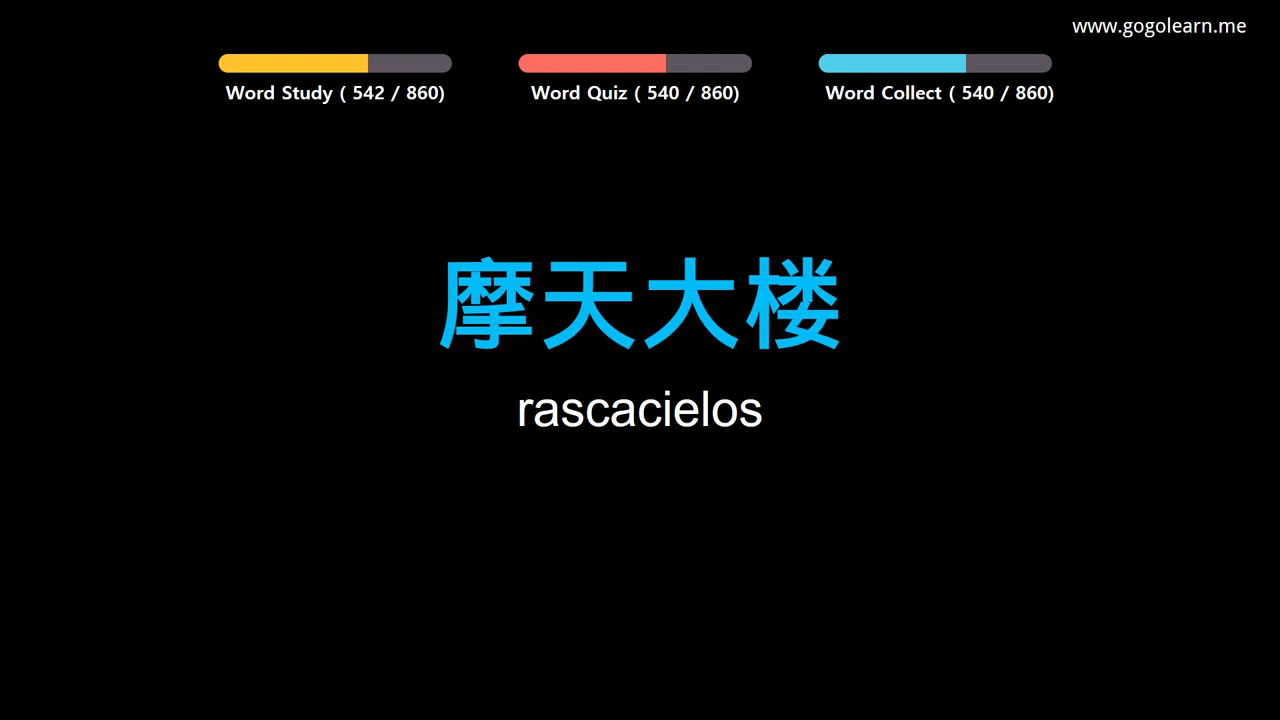 www.gogolearn.me
Word Study ( 542 / 860)
Word Quiz ( 540 / 860)
Word Collect ( 540 / 860)
摩天大楼
rascacielos